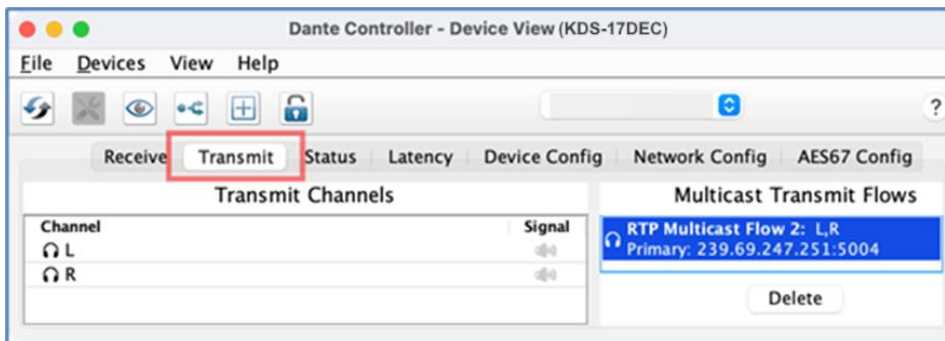 Dante Controller - Device View (KDS-17DEC)
File Devices View Help
?
Receive Transmit Status Latency Device Config Network Config AES67 Config
Transmit Channels
Multicast Transmit Flows
Channel Signal
L
R
RTP Multicast Flow 2: L,R
Primary: 239.69.247.251:5004
Delete